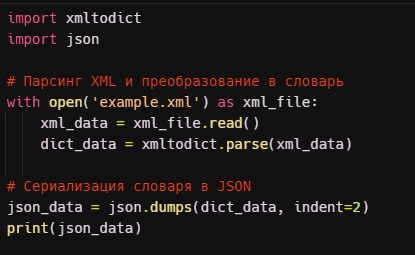 import xmltodict
import json

# Парсинг XML и преобразование в словарь
with open('example.xml') as xml_file:
    xml_data = xml_file.read()
    dict_data = xmltodict.parse(xml_data)

# Сериализация словаря в JSON
json_data = json.dumps(dict_data, indent=2)
print(json_data)